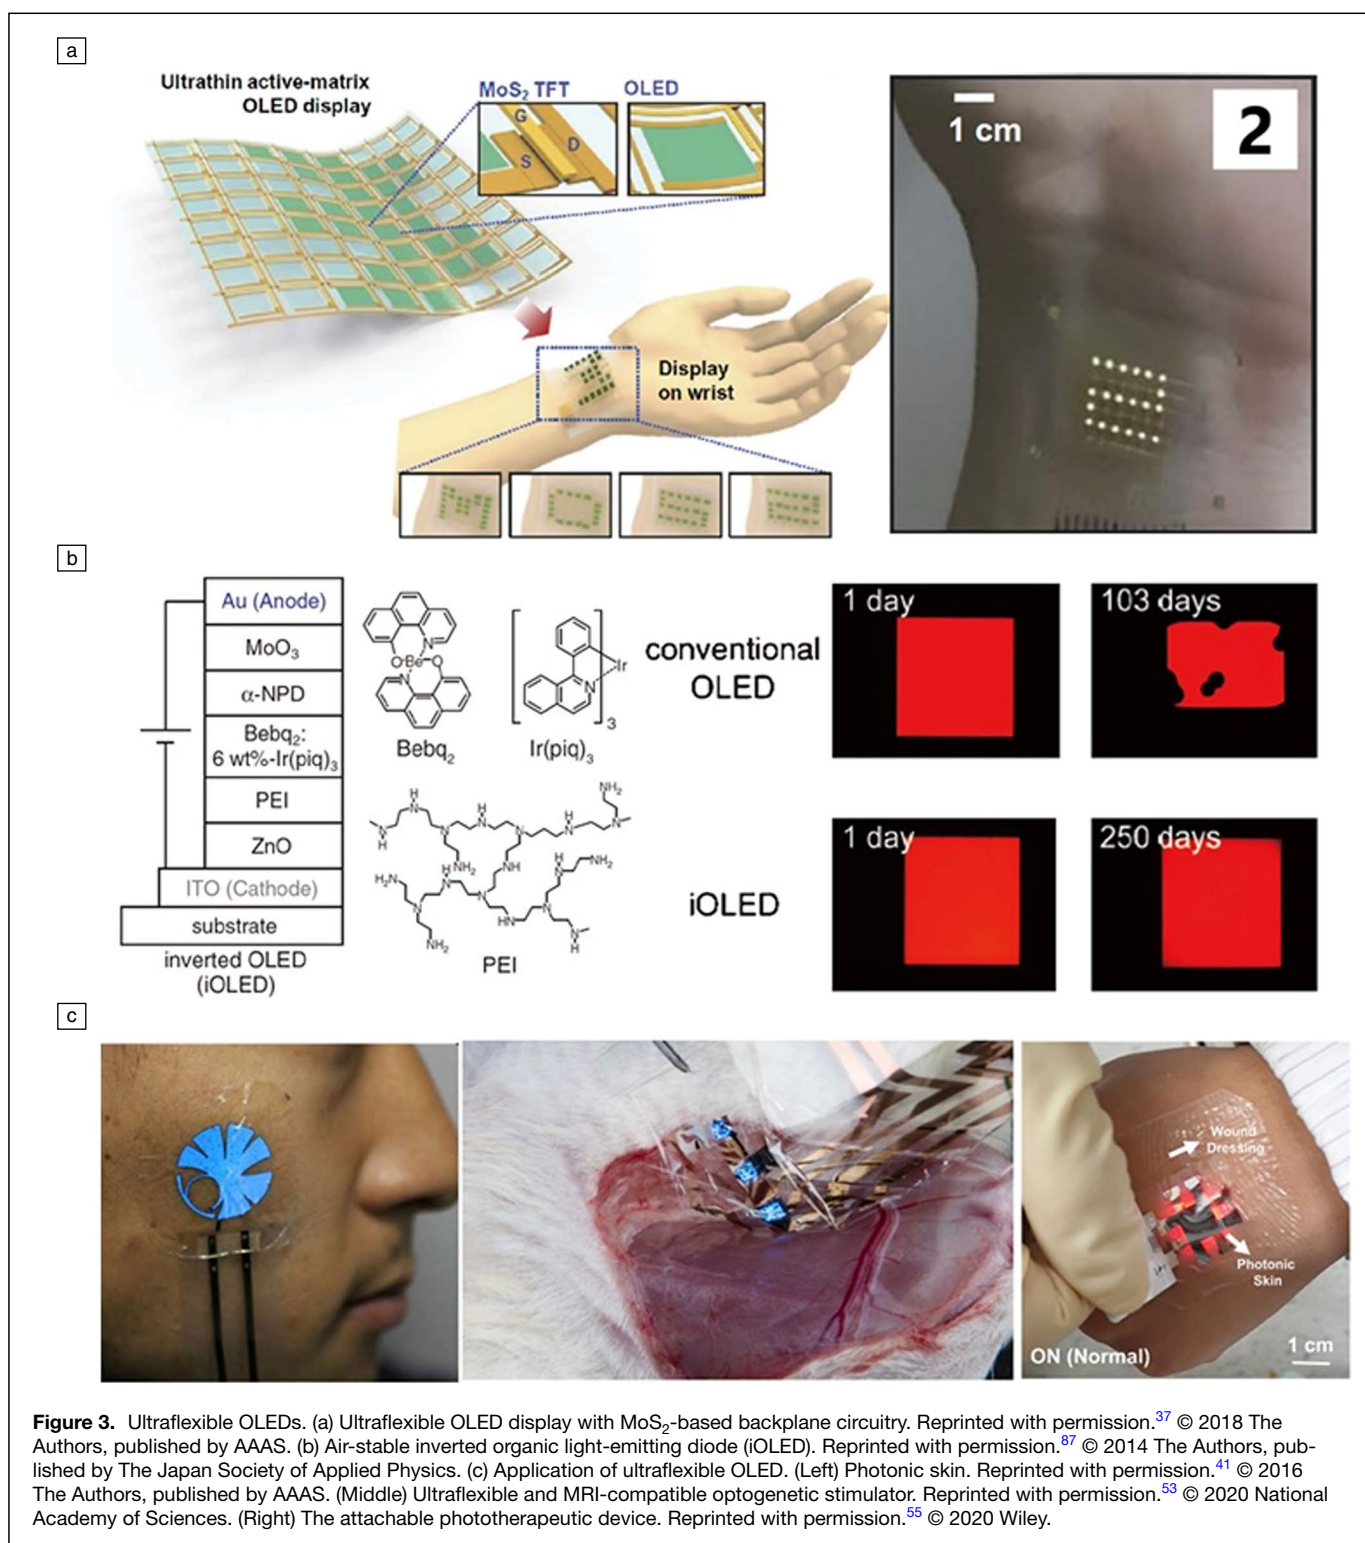 a
Ultrathin active-matrix
OLED display
MoS₂ TFT
OLED
G
S
D
1 cm
2
Display
on wrist
b
Au (Anode)
MoO₃
α-NPD
Bebq₂:
6 wt%-Ir(piq)₃
PEI
ZnO
ITO (Cathode)
substrate
inverted OLED
(iOLED)
Bebq₂
Ir(piq)₃
PEI
conventional
OLED
1 day
103 days
iOLED
1 day
250 days
c
Wound
Dressing
Photonic
Skin
ON (Normal)
1 cm
Figure 3. Ultraflexible OLEDs. (a) Ultraflexible OLED display with MoS₂-based backplane circuitry. Reprinted with permission.³⁷ © 2018 The
Authors, published by AAAS. (b) Air-stable inverted organic light-emitting diode (iOLED). Reprinted with permission.⁸⁷ © 2014 The Authors, pub-
lished by The Japan Society of Applied Physics. (c) Application of ultraflexible OLED. (Left) Photonic skin. Reprinted with permission.⁴¹ © 2016
The Authors, published by AAAS. (Middle) Ultraflexible and MRI-compatible optogenetic stimulator. Reprinted with permission.⁵³ © 2020 National
Academy of Sciences. (Right) The attachable phototherapeutic device. Reprinted with permission.⁵⁵ © 2020 Wiley.